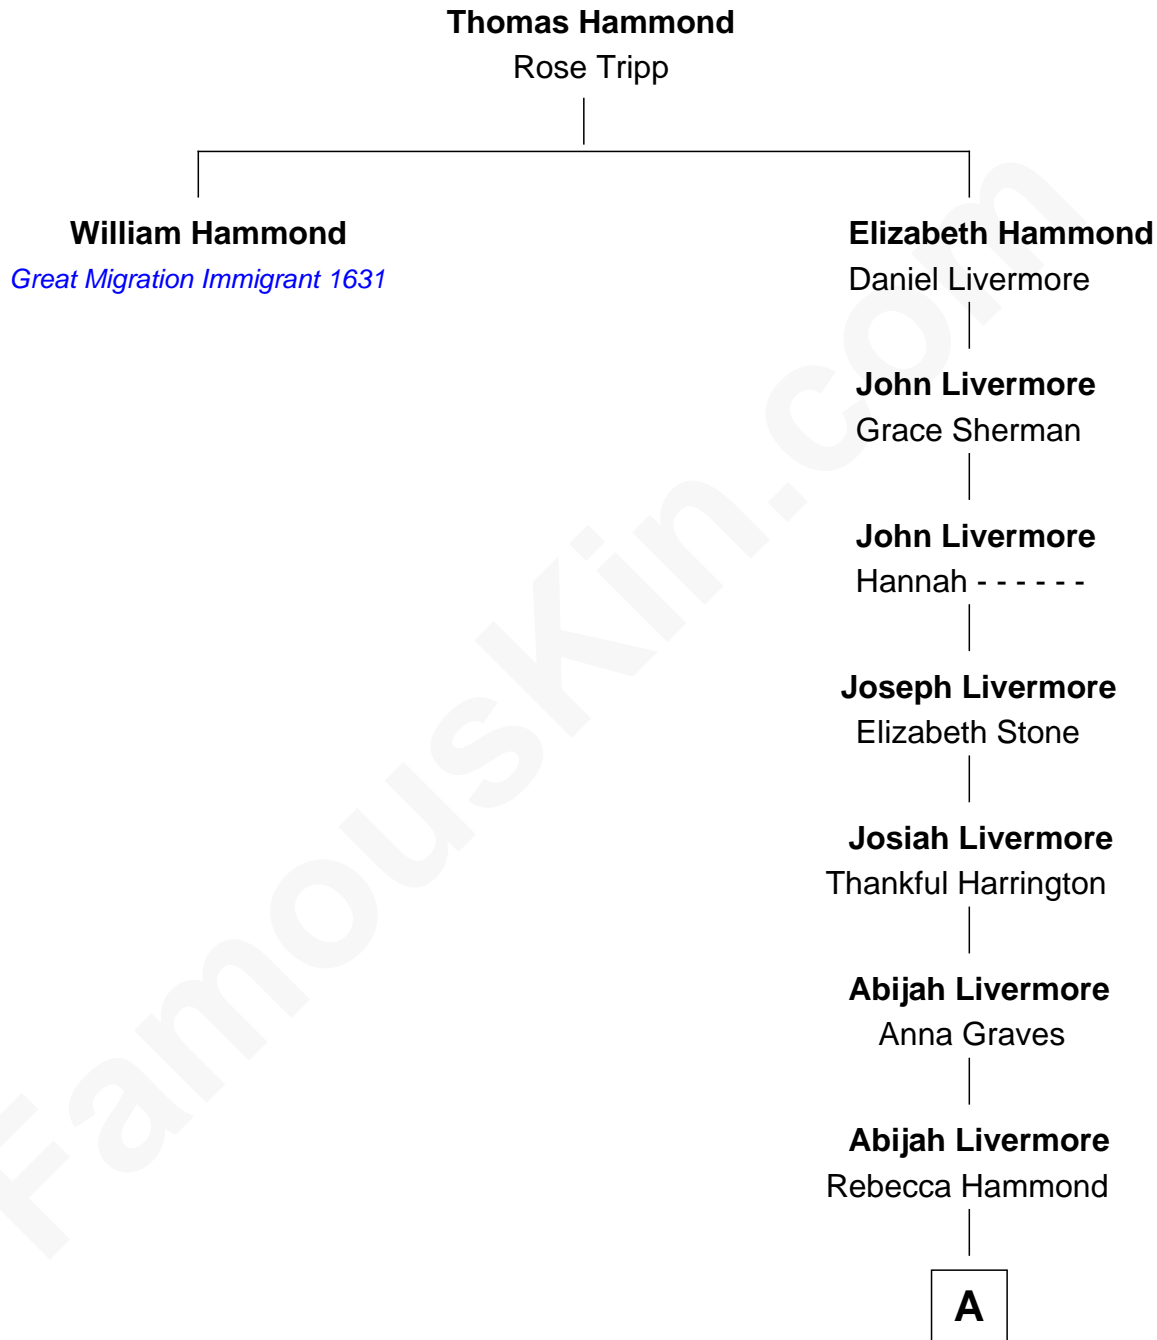 Thomas Hammond
Rose Tripp
William Hammond
Great Migration Immigrant 1631
Elizabeth Hammond
Daniel Livermore
John Livermore
Grace Sherman
John Livermore
Hannah - - - - - -
Joseph Livermore
Elizabeth Stone
Josiah Livermore
Thankful Harrington
Abijah Livermore
Anna Graves
Abijah Livermore
Rebecca Hammond
A
FamousKin.com